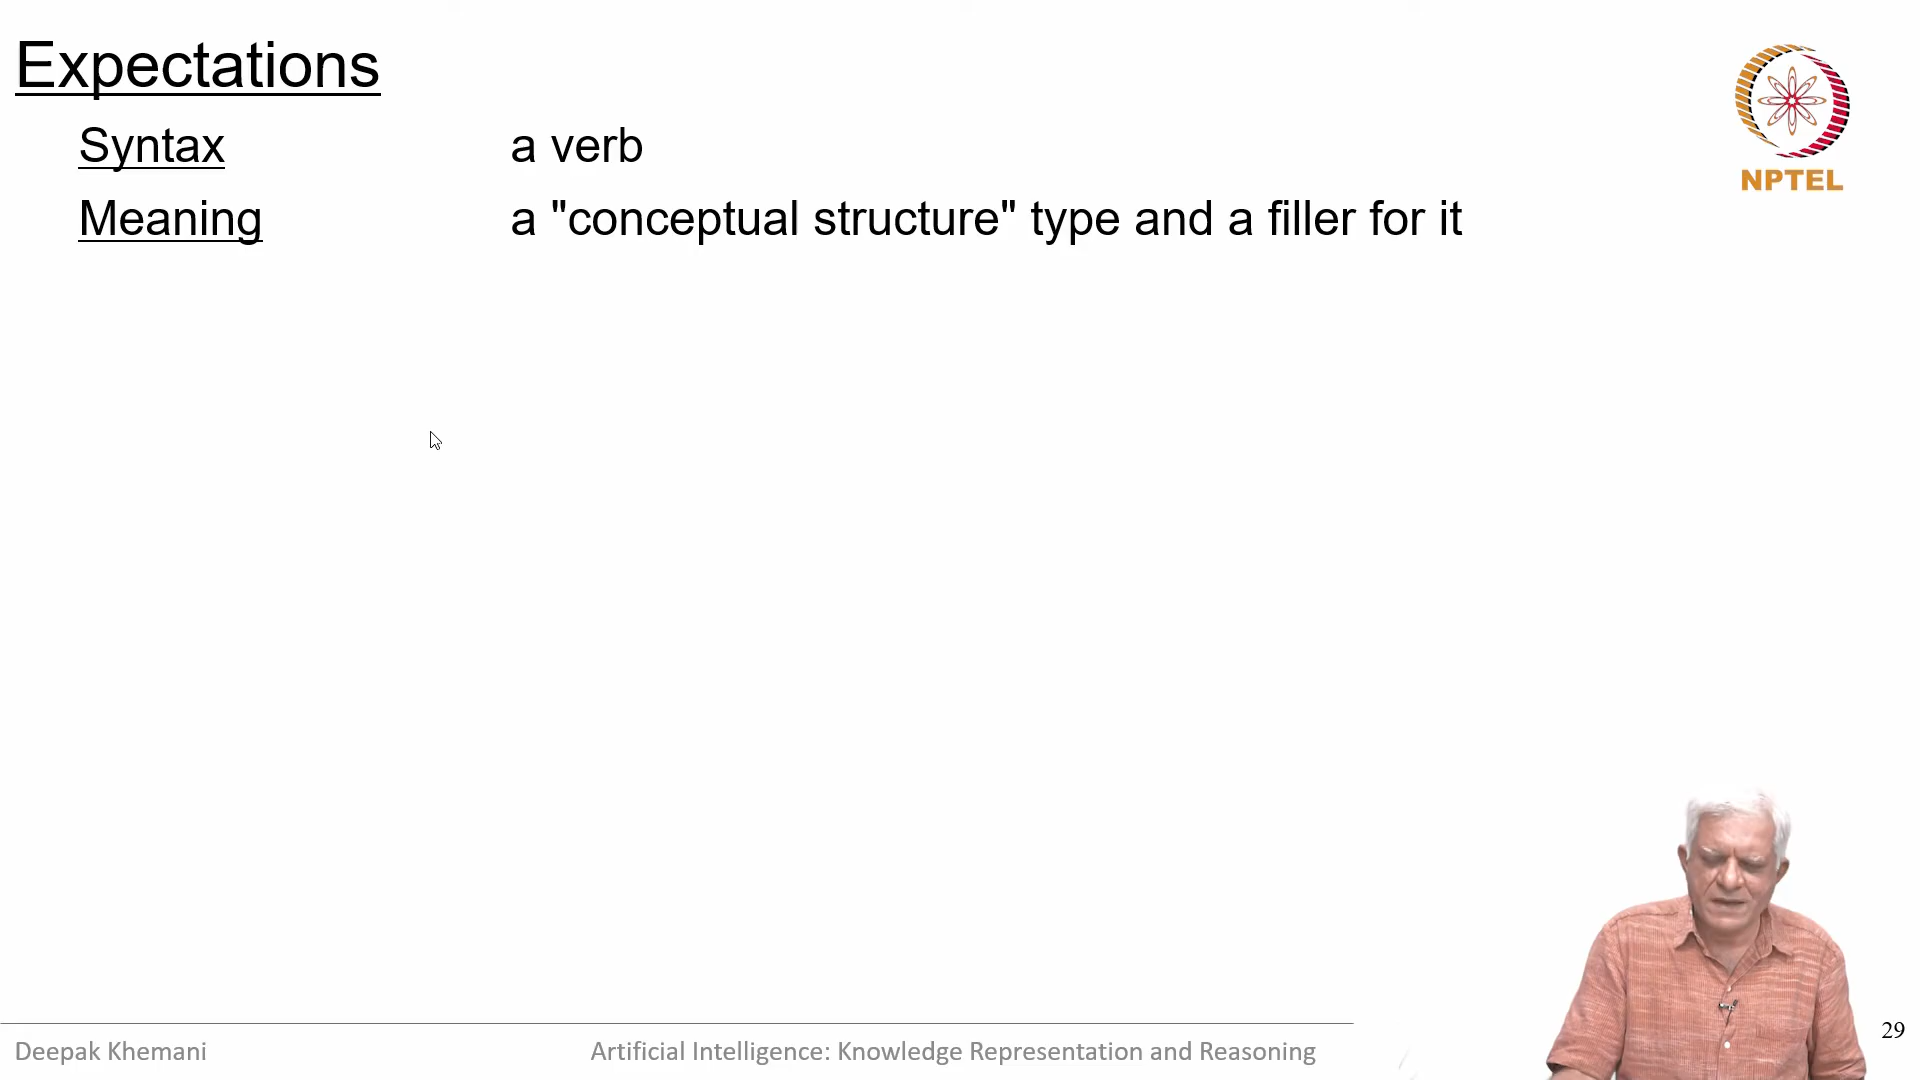 Expectations
Syntax a verb
Meaning a "conceptual structure" type and a filler for it
NPTEL
29
Deepak Khemani Artificial Intelligence: Knowledge Representation and Reasoning